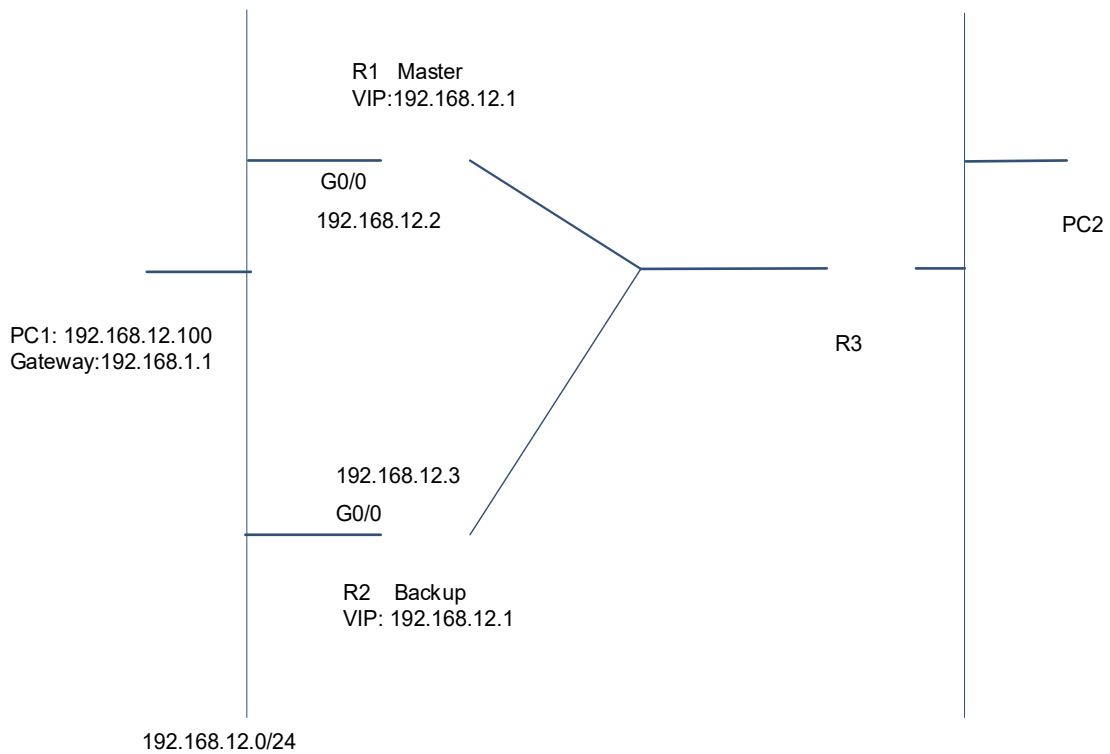 R1 Master
VIP:192.168.12.1
G0/0
192.168.12.2
PC2
PC1: 192.168.12.100
Gateway:192.168.1.1
R3
192.168.12.3
G0/0
R2 Backup
VIP: 192.168.12.1
192.168.12.0/24